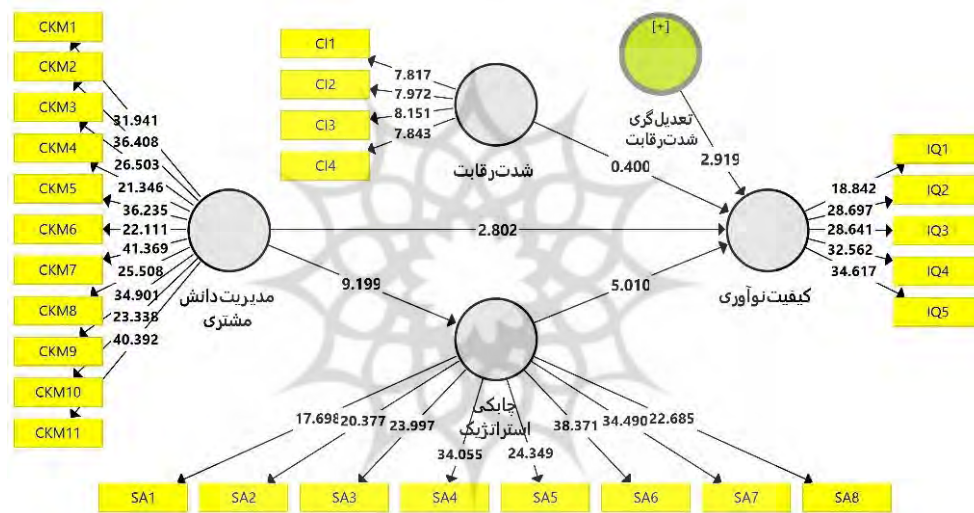 CKM1
CKM2
CKM3
CKM4
CKM5
CKM6
CKM7
CKM8
CKM9
CKM10
CKM11
31.941
36.408
26.503
21.346
36.235
22.111
41.369
25.508
34.901
23.338
40.392
مدیریت دانش
مشتری
CI1
CI2
CI3
CI4
7.817
7.972
8.151
7.843
شدت رقابت
[+]
تعدیل‌گری
شدت رقابت
2.919
0.400
2.802
9.199
5.010
کیفیت نوآوری
18.842
28.697
28.641
32.562
34.617
IQ1
IQ2
IQ3
IQ4
IQ5
چابکی
استراتژیک
17.698
20.377
23.997
34.055
24.349
38.371
34.490
22.685
SA1
SA2
SA3
SA4
SA5
SA6
SA7
SA8